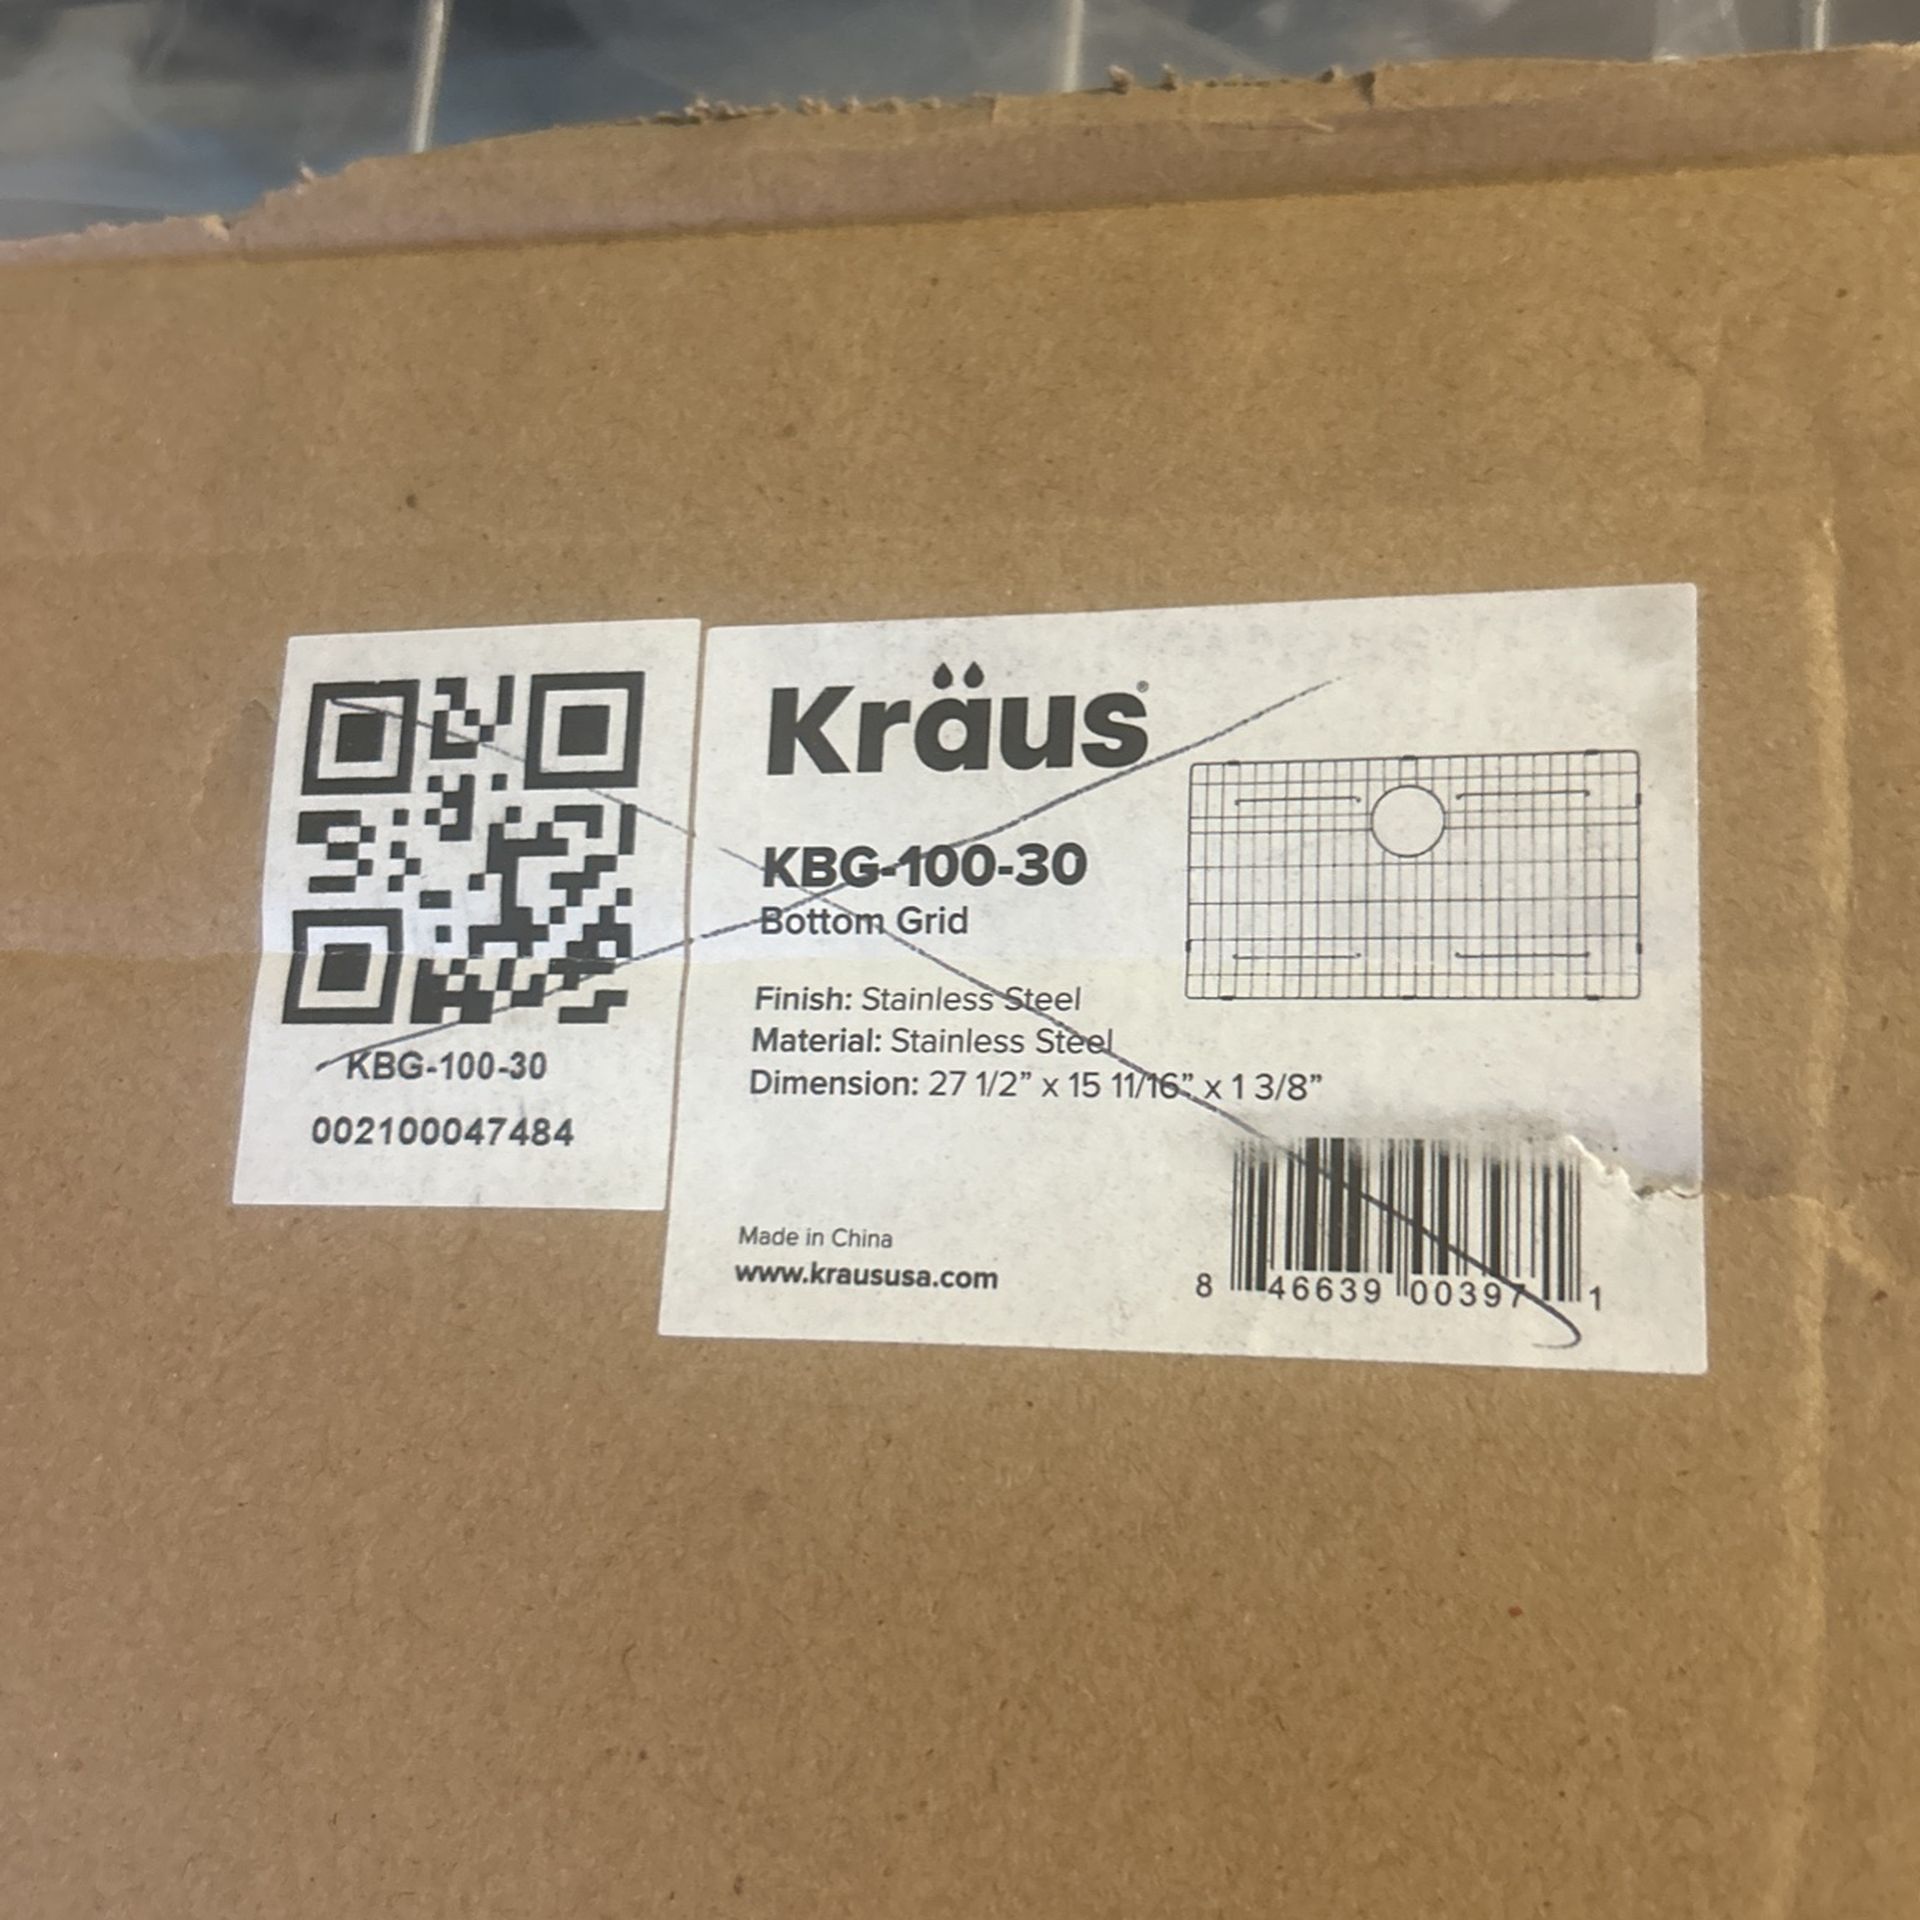 KBG-100-30
002100047484
Kräus®
KBG-100-30
Bottom Grid
Finish: Stainless Steel
Material: Stainless Steel
Dimension: 27 1/2” x 15 11/16” x 1 3/8”
Made in China
www.kraususa.com
8 46639 00397 1